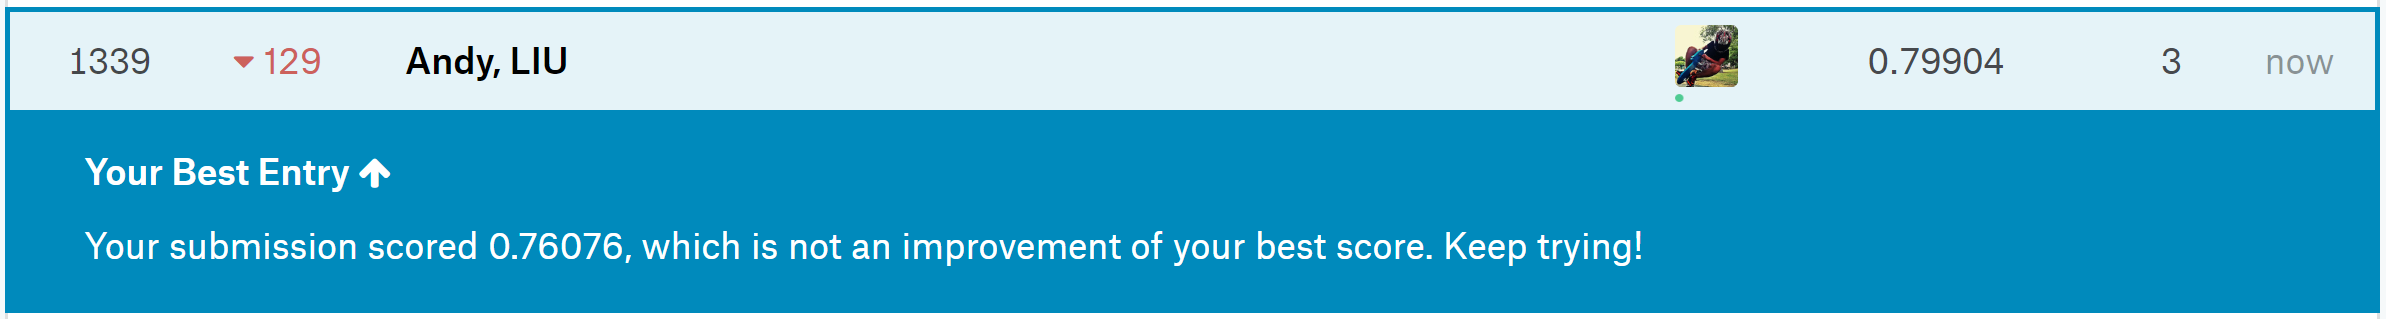 1339 129 Andy, LIU 0.79904 3 now
Your Best Entry
Your submission scored 0.76076, which is not an improvement of your best score. Keep trying!